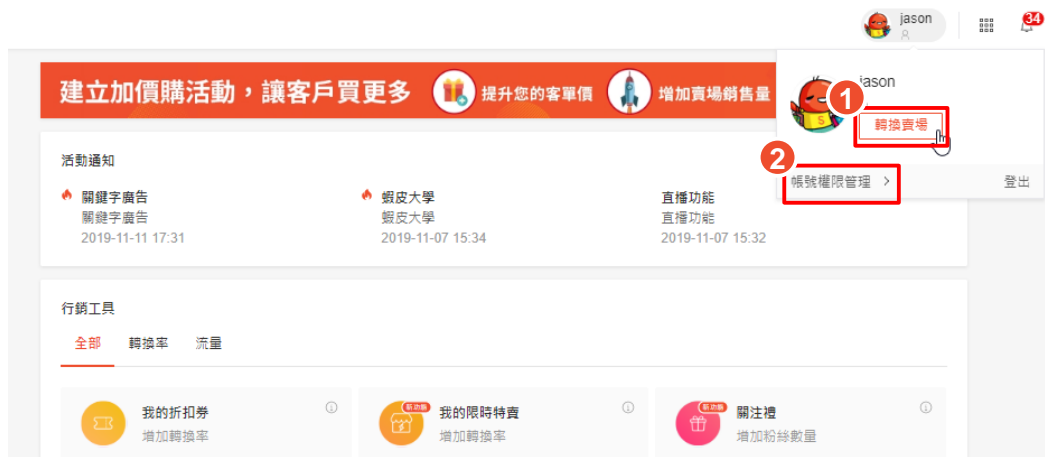 jason
34
建立加價購活動，讓客戶買更多
提升您的客單價
增加賣場銷售量
jason
1
轉換賣場
2
帳號權限管理 >
登出
活動通知
關鍵字廣告
關鍵字廣告
2019-11-11 17:31
蝦皮大學
蝦皮大學
2019-11-07 15:34
直播功能
直播功能
2019-11-07 15:32
行銷工具
全部 轉換率 流量
我的折扣券
增加轉換率
新功能
我的限時特賣
增加轉換率
新功能
關注禮
增加粉絲數量